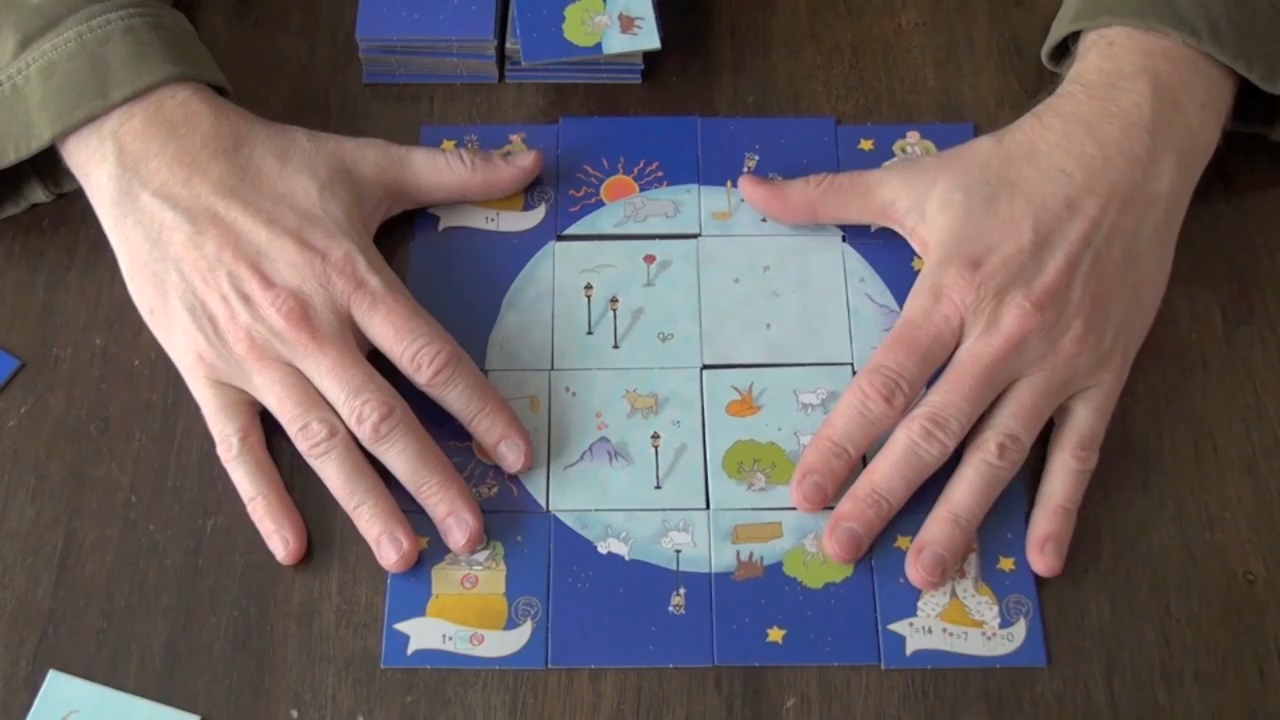 1×
1×
=14 =7 =0